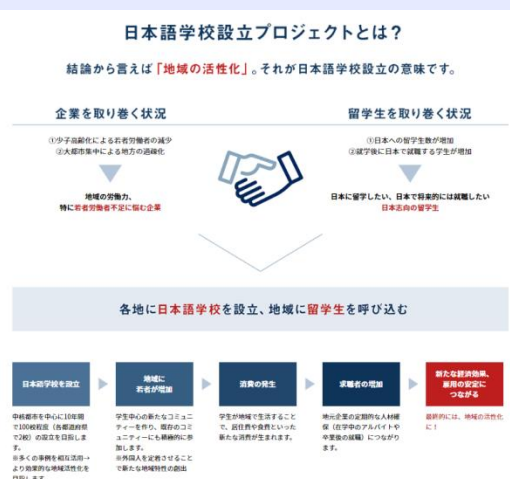 日本語学校設立プロジェクトとは？
結論から言えば「地域の活性化」。それが日本語学校設立の意味です。
企業を取り巻く状況
①少子高齢化による若者労働者の減少
②大都市集中による地方の過疎化
地域の労働力、
特に若者労働者不足に悩む企業
留学生を取り巻く状況
①日本への留学生数が増加
②就学後に日本で就職する学生が増加
日本に留学したい、日本で将来的には就職したい
日本志向の留学生
各地に日本語学校を設立、地域に留学生を呼び込む
日本語学校を設立
中核都市を中心に10年間
で100校程度（各都道府県
で2校）の設立を目指しま
す。
※多くの事例を相互活用→
より効果的な地域活性化を
目指します
地域に
若者が増加
学生中心の新たなコミュニ
ティーを作り、既存のコミ
ュニティーにも積極的に参
加します。
※外国人を定着させること
で新たな地域特性の創出
消費の発生
学生が地域で生活すること
で、居住費や食費といった
新たな消費が生まれます。
求職者の増加
地元企業の定期的な人材確
保（在学中のアルバイトや
卒業後の就職）につながり
ます。
新たな経済効果、
雇用の安定に
つながる
最終的には、地域の活性化
に！